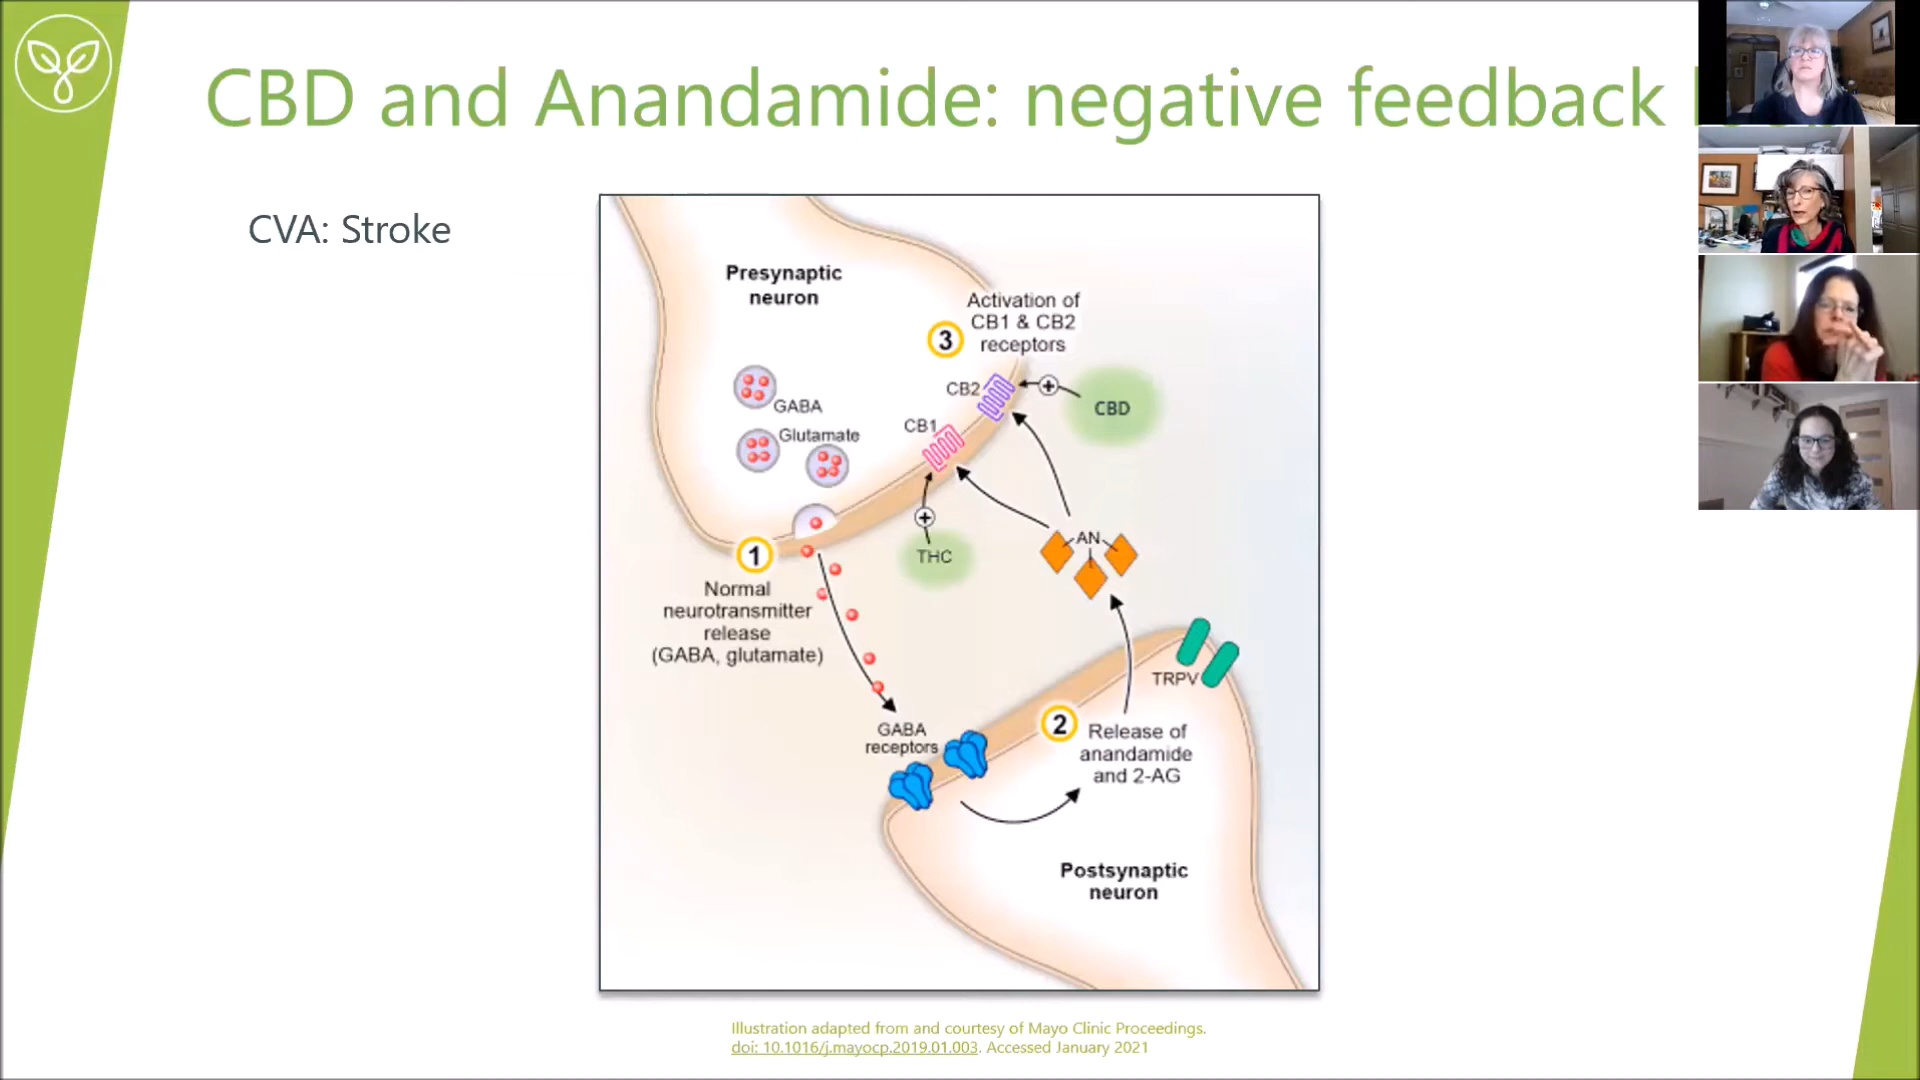 CBD and Anandamide: negative feedback
CVA: Stroke
Presynaptic
neuron
Activation of
CB1 & CB2
receptors
3
CB2
CBD
GABA
CB1
Glutamate
THC
AN
1
Normal
neurotransmitter
release
(GABA, glutamate)
TRPV
GABA
receptors
2
Release of
anandamide
and 2-AG
Postsynaptic
neuron
Illustration adapted from and courtesy of Mayo Clinic Proceedings.
doi: 10.1016/j.mayocp.2019.01.003. Accessed January 2021